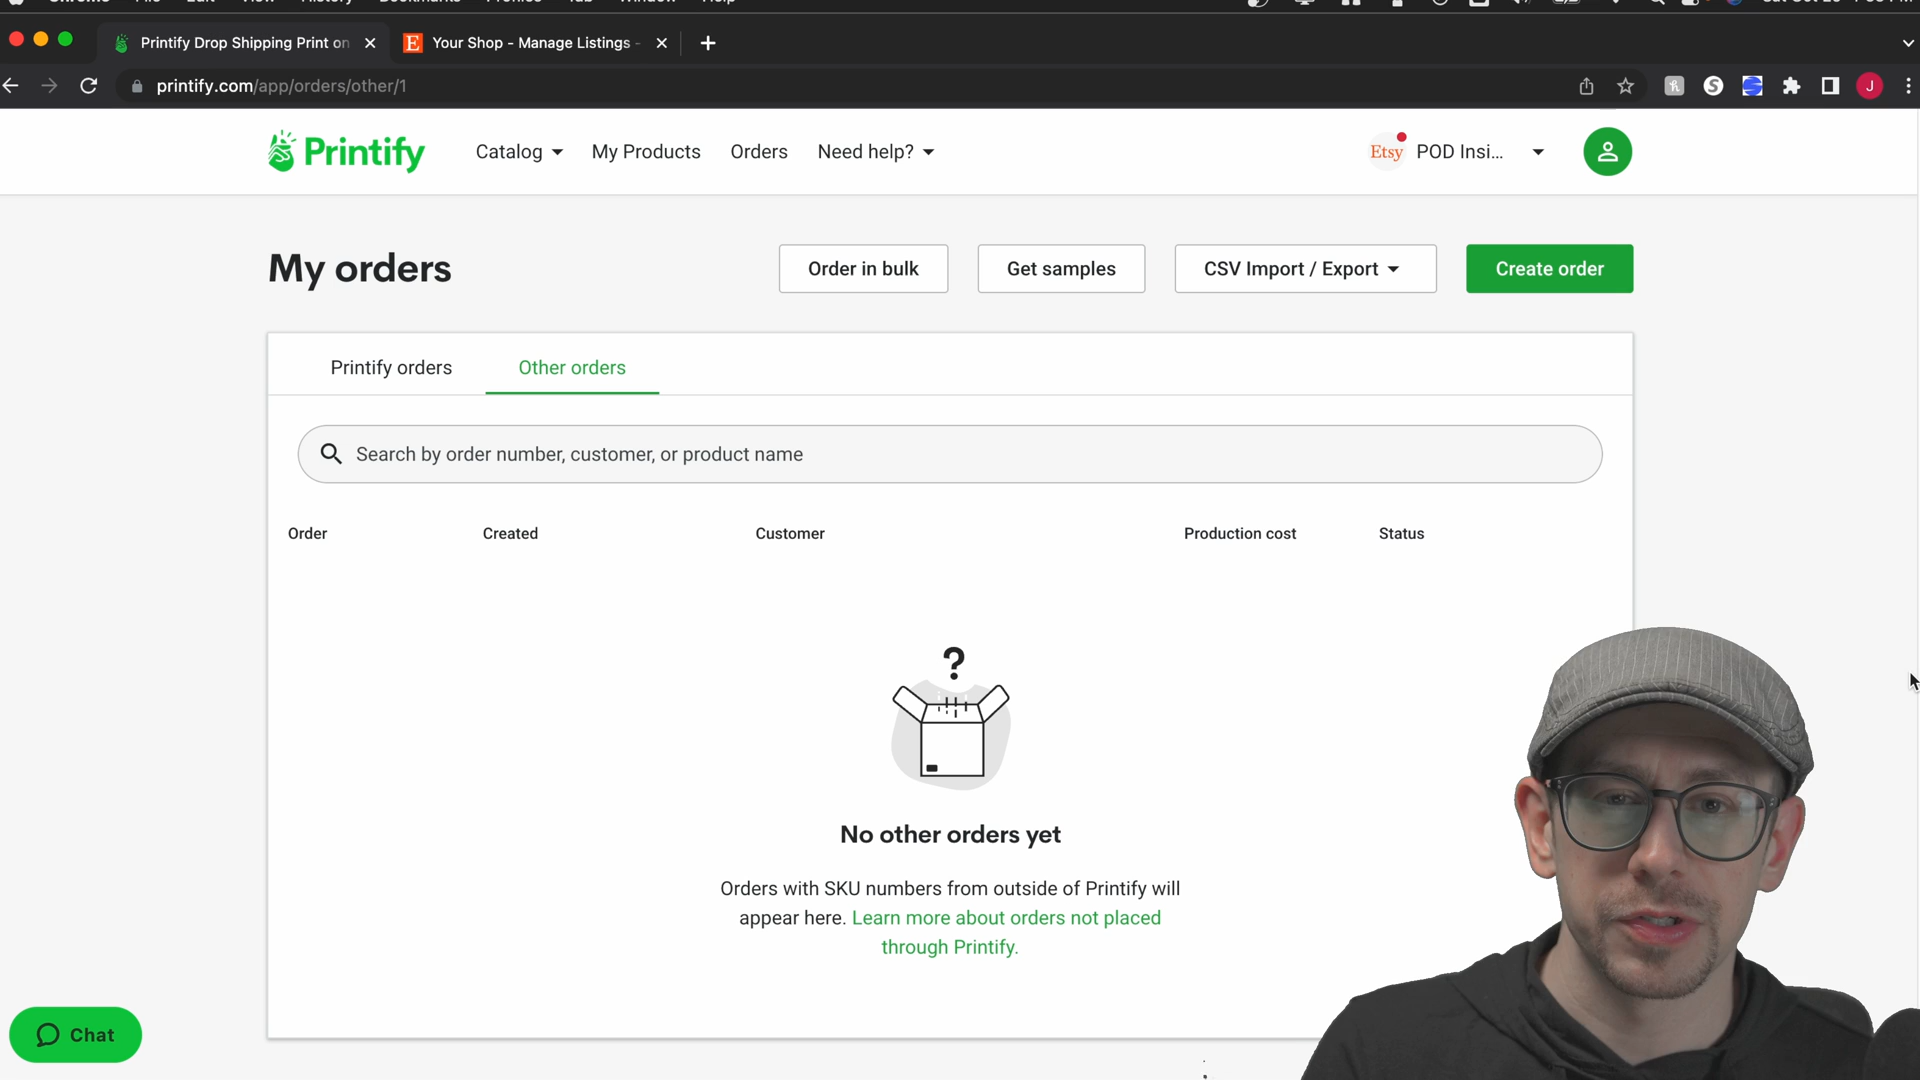 Printify Drop Shipping Print on
Your Shop - Manage Listings -
printify.com/app/orders/other/1
J
Printify
Catalog
My Products
Orders
Need help?
Etsy
POD Insi...
My orders
Order in bulk
Get samples
CSV Import / Export
Create order
Printify orders
Other orders
Search by order number, customer, or product name
Order
Created
Customer
Production cost
Status
?
No other orders yet
Orders with SKU numbers from outside of Printify will
appear here. Learn more about orders not placed
through Printify.
Chat